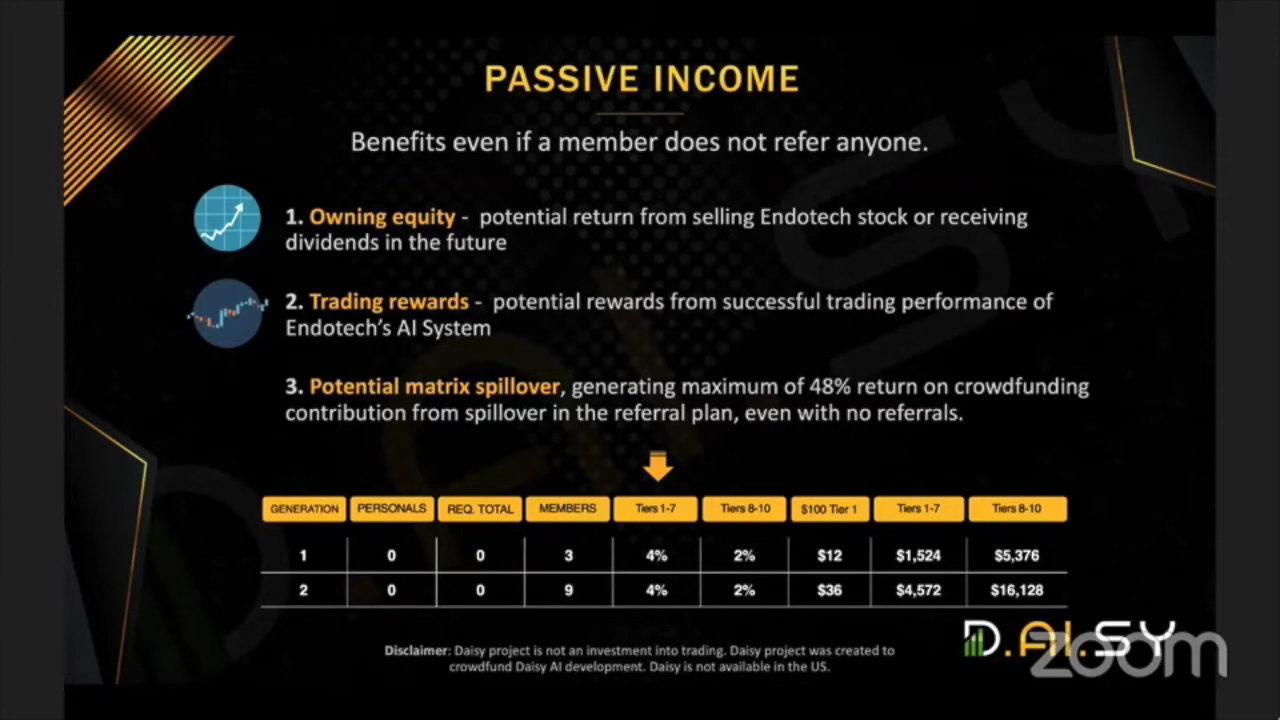 PASSIVE INCOME
Benefits even if a member does not refer anyone.
1. Owning equity - potential return from selling Endotech stock or receiving
dividends in the future
2. Trading rewards - potential rewards from successful trading performance of
Endotech's AI System
3. Potential matrix spillover, generating maximum of 48% return on crowdfunding
contribution from spillover in the referral plan, even with no referrals.
GENERATION PERSONALS REQ. TOTAL MEMBERS Tiers 1-7 Tiers 8-10 $100 Tier 1 Tiers 1-7 Tiers 8-10
1 0 0 3 4% 2% $12 $1,524 $5,376
2 0 0 9 4% 2% $36 $4,572 $16,128
Disclaimer: Daisy project is not an investment into trading. Daisy project was created to
crowdfund Daisy AI development. Daisy is not available in the US.
D.AI.SY
zoom